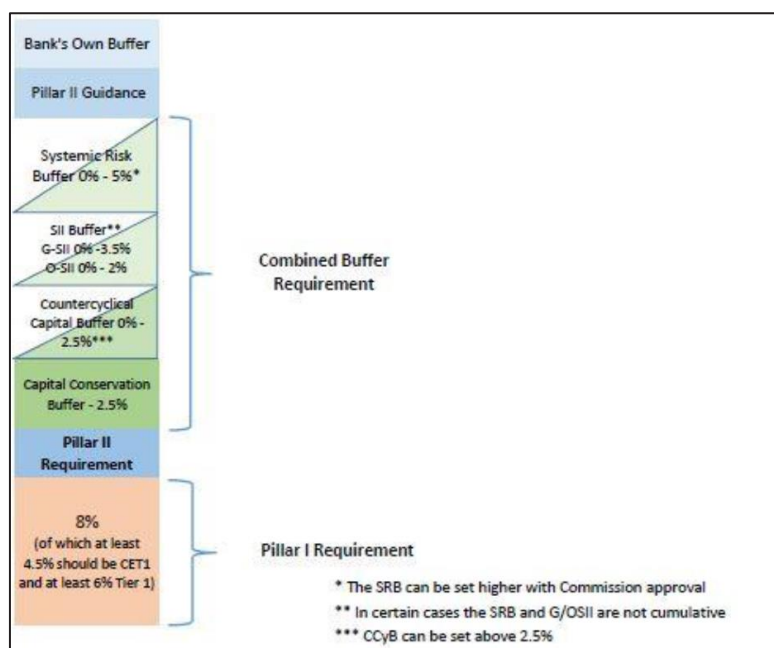 Bank's Own Buffer
Pillar II Guidance
Systemic Risk
Buffer 0% - 5%*
SII Buffer**
G-SII 0% -3.5%
O-SII 0% - 2%
Countercyclical
Capital Buffer 0% -
2.5%***
Capital Conservation
Buffer - 2.5%
Pillar II
Requirement
8%
(of which at least
4.5% should be CET1
and at least 6% Tier 1)
Combined Buffer
Requirement
Pillar I Requirement
* The SRB can be set higher with Commission approval
** In certain cases the SRB and G/OSII are not cumulative
*** CCyB can be set above 2.5%